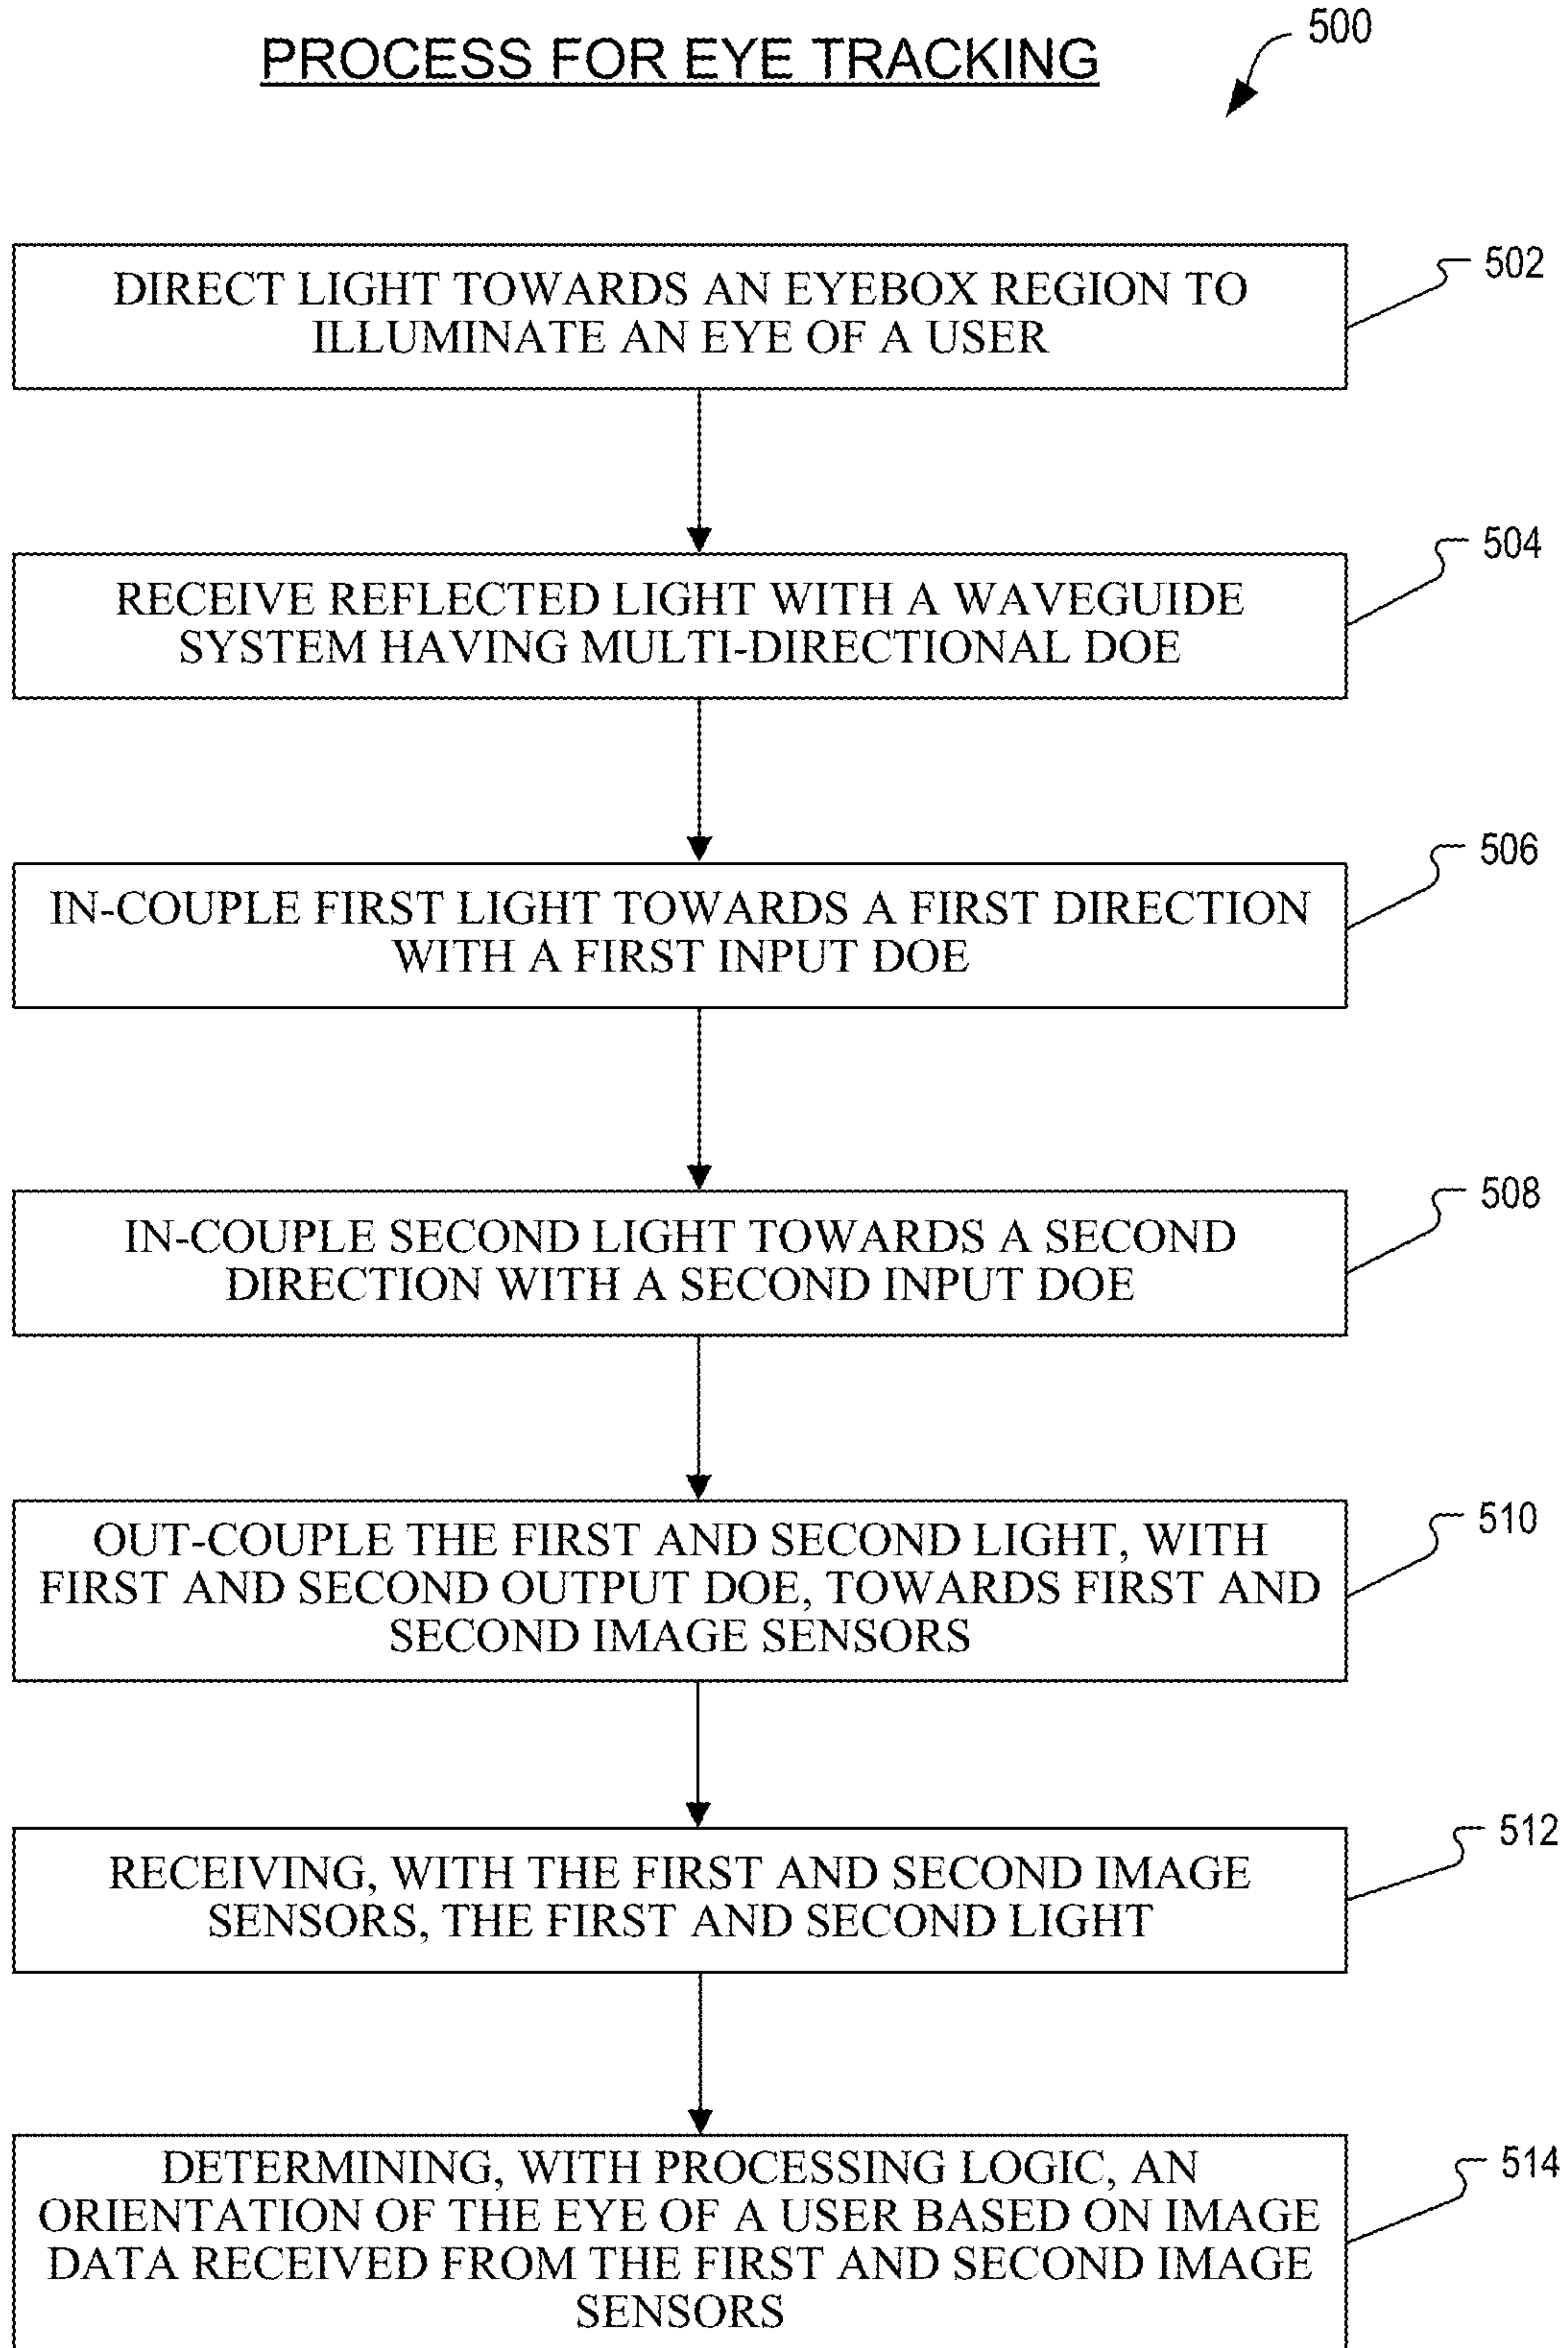 PROCESS FOR EYE TRACKING
500
DIRECT LIGHT TOWARDS AN EYEBOX REGION TO
ILLUMINATE AN EYE OF A USER
502
RECEIVE REFLECTED LIGHT WITH A WAVEGUIDE
SYSTEM HAVING MULTI-DIRECTIONAL DOE
504
IN-COUPLE FIRST LIGHT TOWARDS A FIRST DIRECTION
WITH A FIRST INPUT DOE
506
IN-COUPLE SECOND LIGHT TOWARDS A SECOND
DIRECTION WITH A SECOND INPUT DOE
508
OUT-COUPLE THE FIRST AND SECOND LIGHT, WITH
FIRST AND SECOND OUTPUT DOE, TOWARDS FIRST AND
SECOND IMAGE SENSORS
510
RECEIVING, WITH THE FIRST AND SECOND IMAGE
SENSORS, THE FIRST AND SECOND LIGHT
512
DETERMINING, WITH PROCESSING LOGIC, AN
ORIENTATION OF THE EYE OF A USER BASED ON IMAGE
DATA RECEIVED FROM THE FIRST AND SECOND IMAGE
SENSORS
514